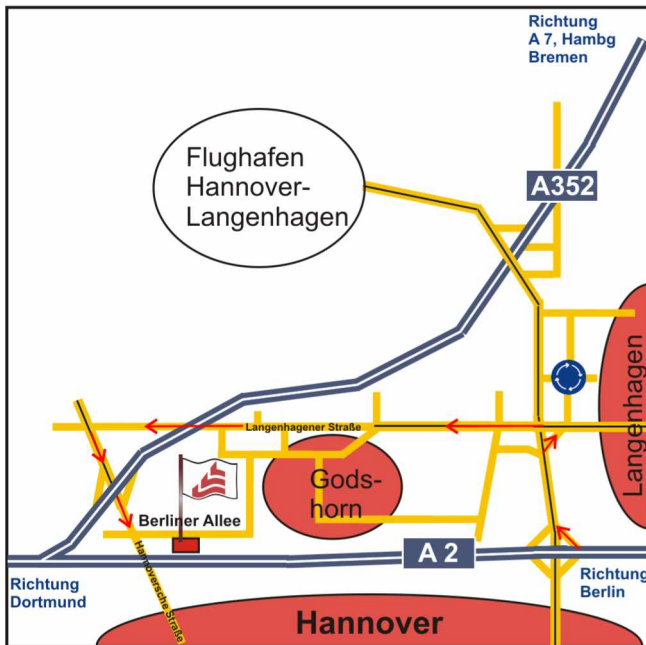 Richtung
A 7, Hambg
Bremen
Flughafen
Hannover-
Langenhagen
A352
Langenhagen
Langenhagener Straße
Gods-
horn
Berliner Allee
Hannoversche Straße
A 2
Richtung
Dortmund
Richtung
Berlin
Hannover